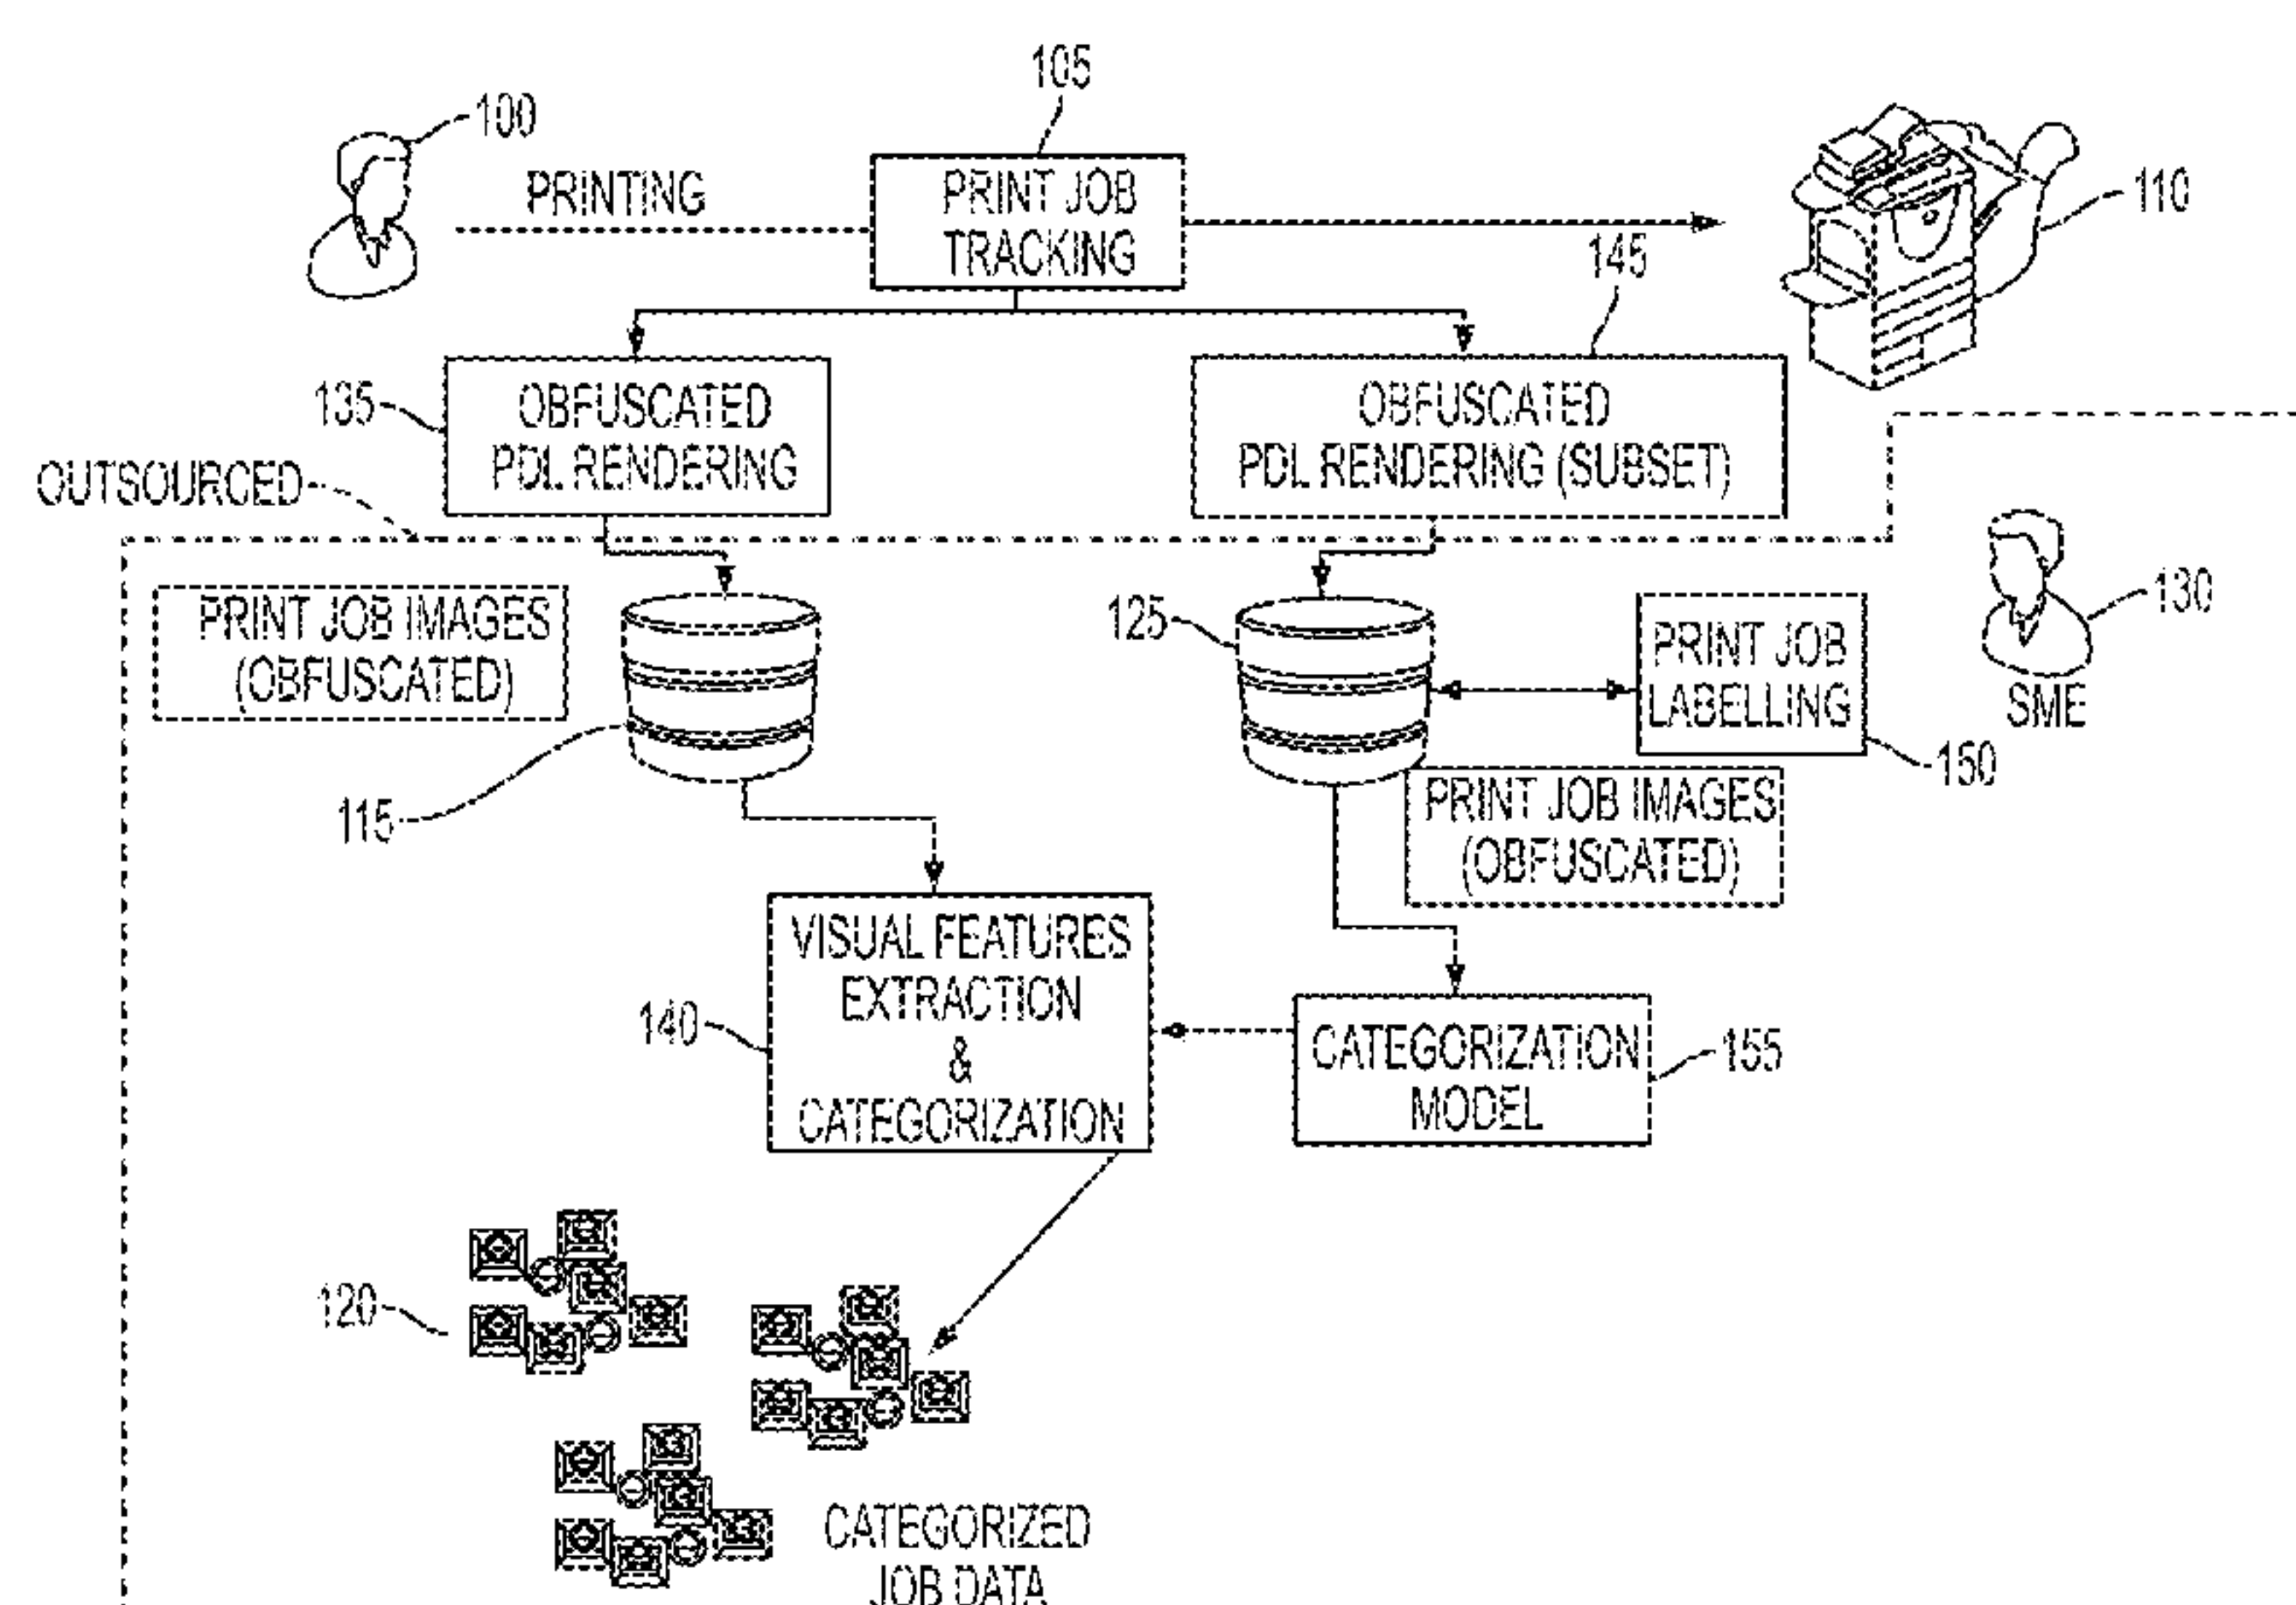 105
100
PRINTING
PRINT JOB
TRACKING
110
145
135
OBFUSCATED
PDL RENDERING
OBFUSCATED
PDL RENDERING (SUBSET)
OUTSOURCED
PRINT JOB IMAGES
(OBFUSCATED)
125
PRINT JOB
LABELLING
130
SME
150
115
PRINT JOB IMAGES
(OBFUSCATED)
VISUAL FEATURES
EXTRACTION
&
CATEGORIZATION
140
CATEGORIZATION
MODEL
155
120
CATEGORIZED
JOB DATA